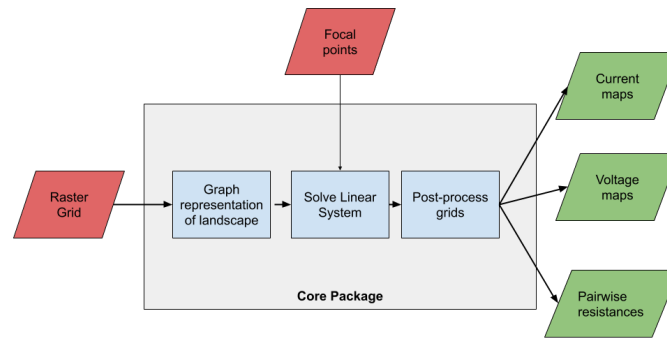 Focal
points
Current
maps
Raster
Grid
Graph
representation
of landscape
Solve Linear
System
Post-process
grids
Voltage
maps
Core Package
Pairwise
resistances